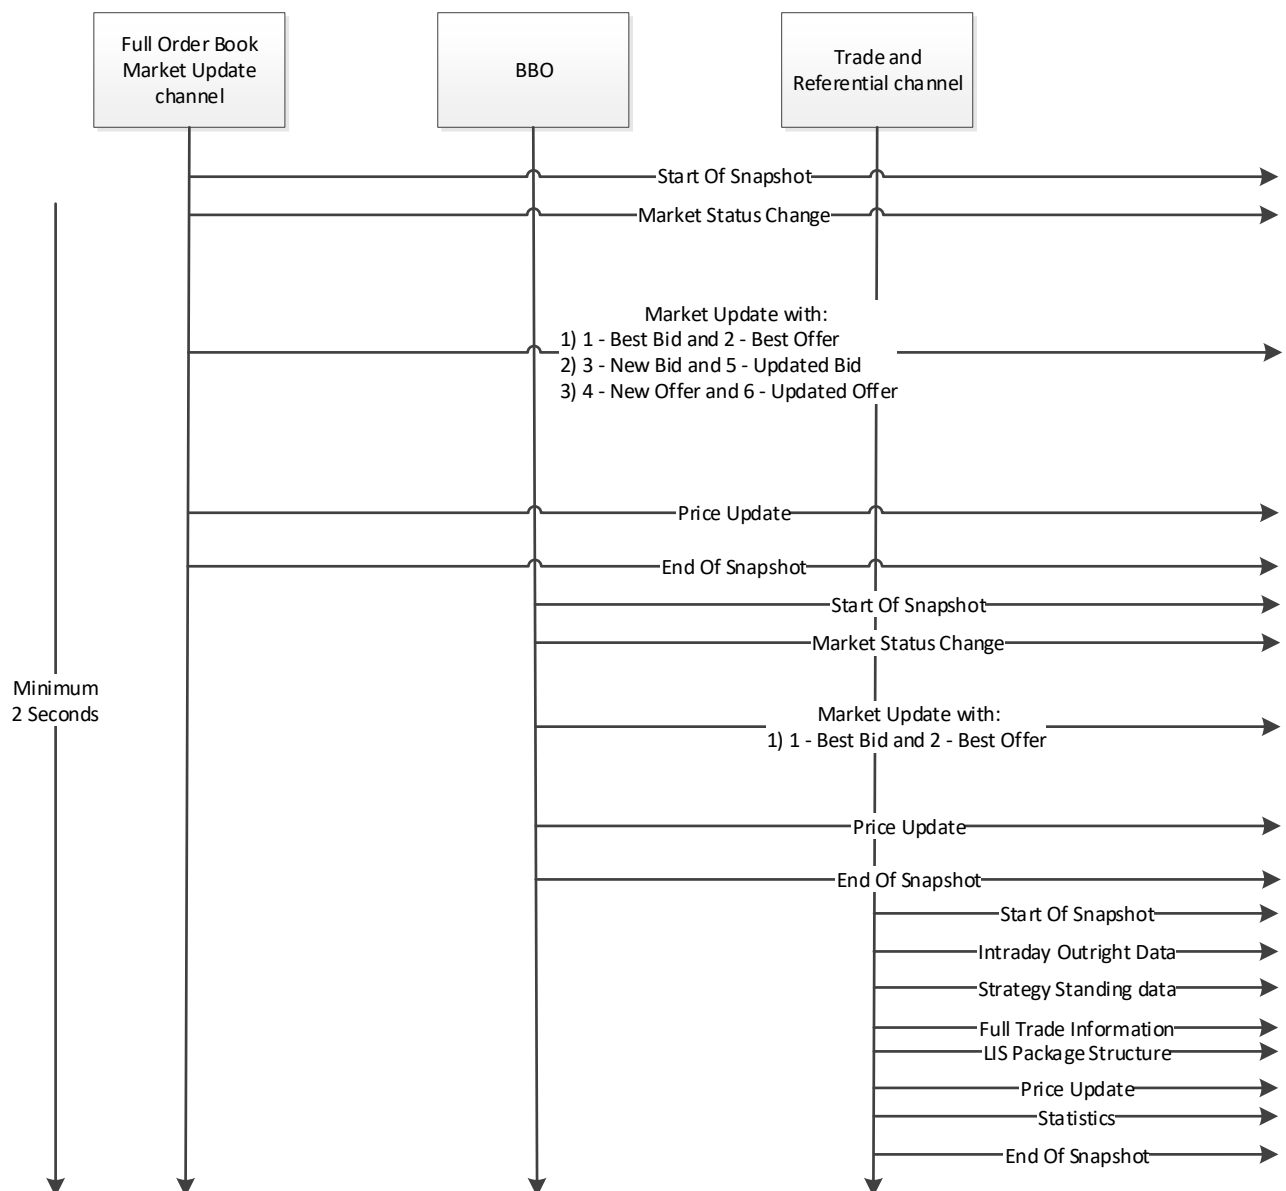 Full Order Book
Market Update
channel
BBO
Trade and
Referential channel
Start Of Snapshot
Market Status Change
Market Update with:
1) 1 - Best Bid and 2 - Best Offer
2) 3 - New Bid and 5 - Updated Bid
3) 4 - New Offer and 6 - Updated Offer
Price Update
End Of Snapshot
Start Of Snapshot
Market Status Change
Minimum
2 Seconds
Market Update with:
1) 1 - Best Bid and 2 - Best Offer
Price Update
End Of Snapshot
Start Of Snapshot
Intraday Outright Data
Strategy Standing data
Full Trade Information
LIS Package Structure
Price Update
Statistics
End Of Snapshot